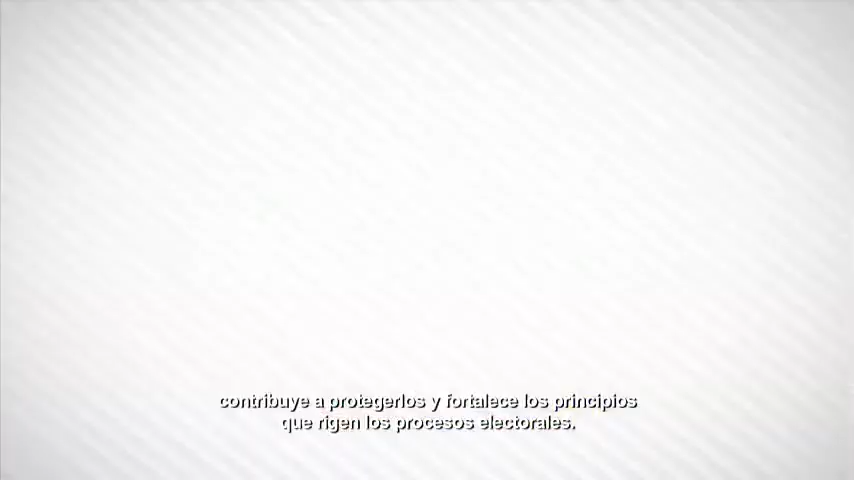 contribuye a protegerlos y fortalece los principios
que rigen los procesos electorales.